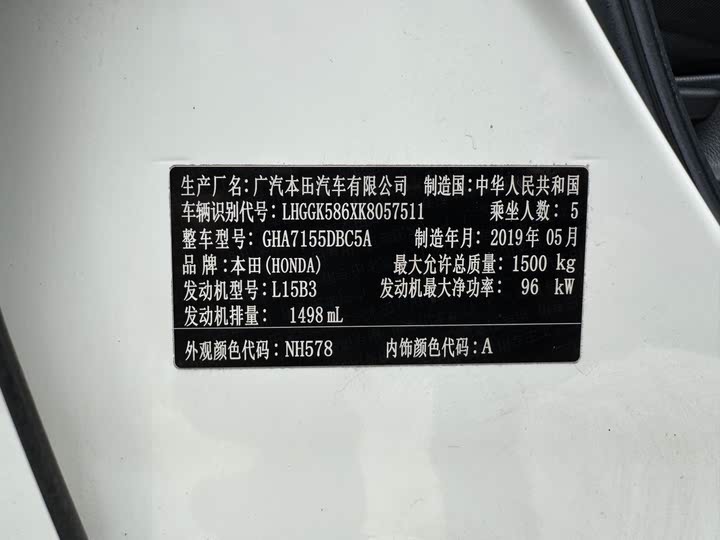 生产厂名:广汽本田汽车有限公司 制造国:中华人民共和国
车辆识别代号:LHGGK586XK8057511 乘坐人数:5
整车型号:GHA7155DBC5A 制造年月:2019年05月
品牌:本田(HONDA) 最大允许总质量:1500kg
发动机型号:L15B3 发动机最大净功率:96 kW
发动机排量:1498mL
外观颜色代码:NH578 内饰颜色代码:A